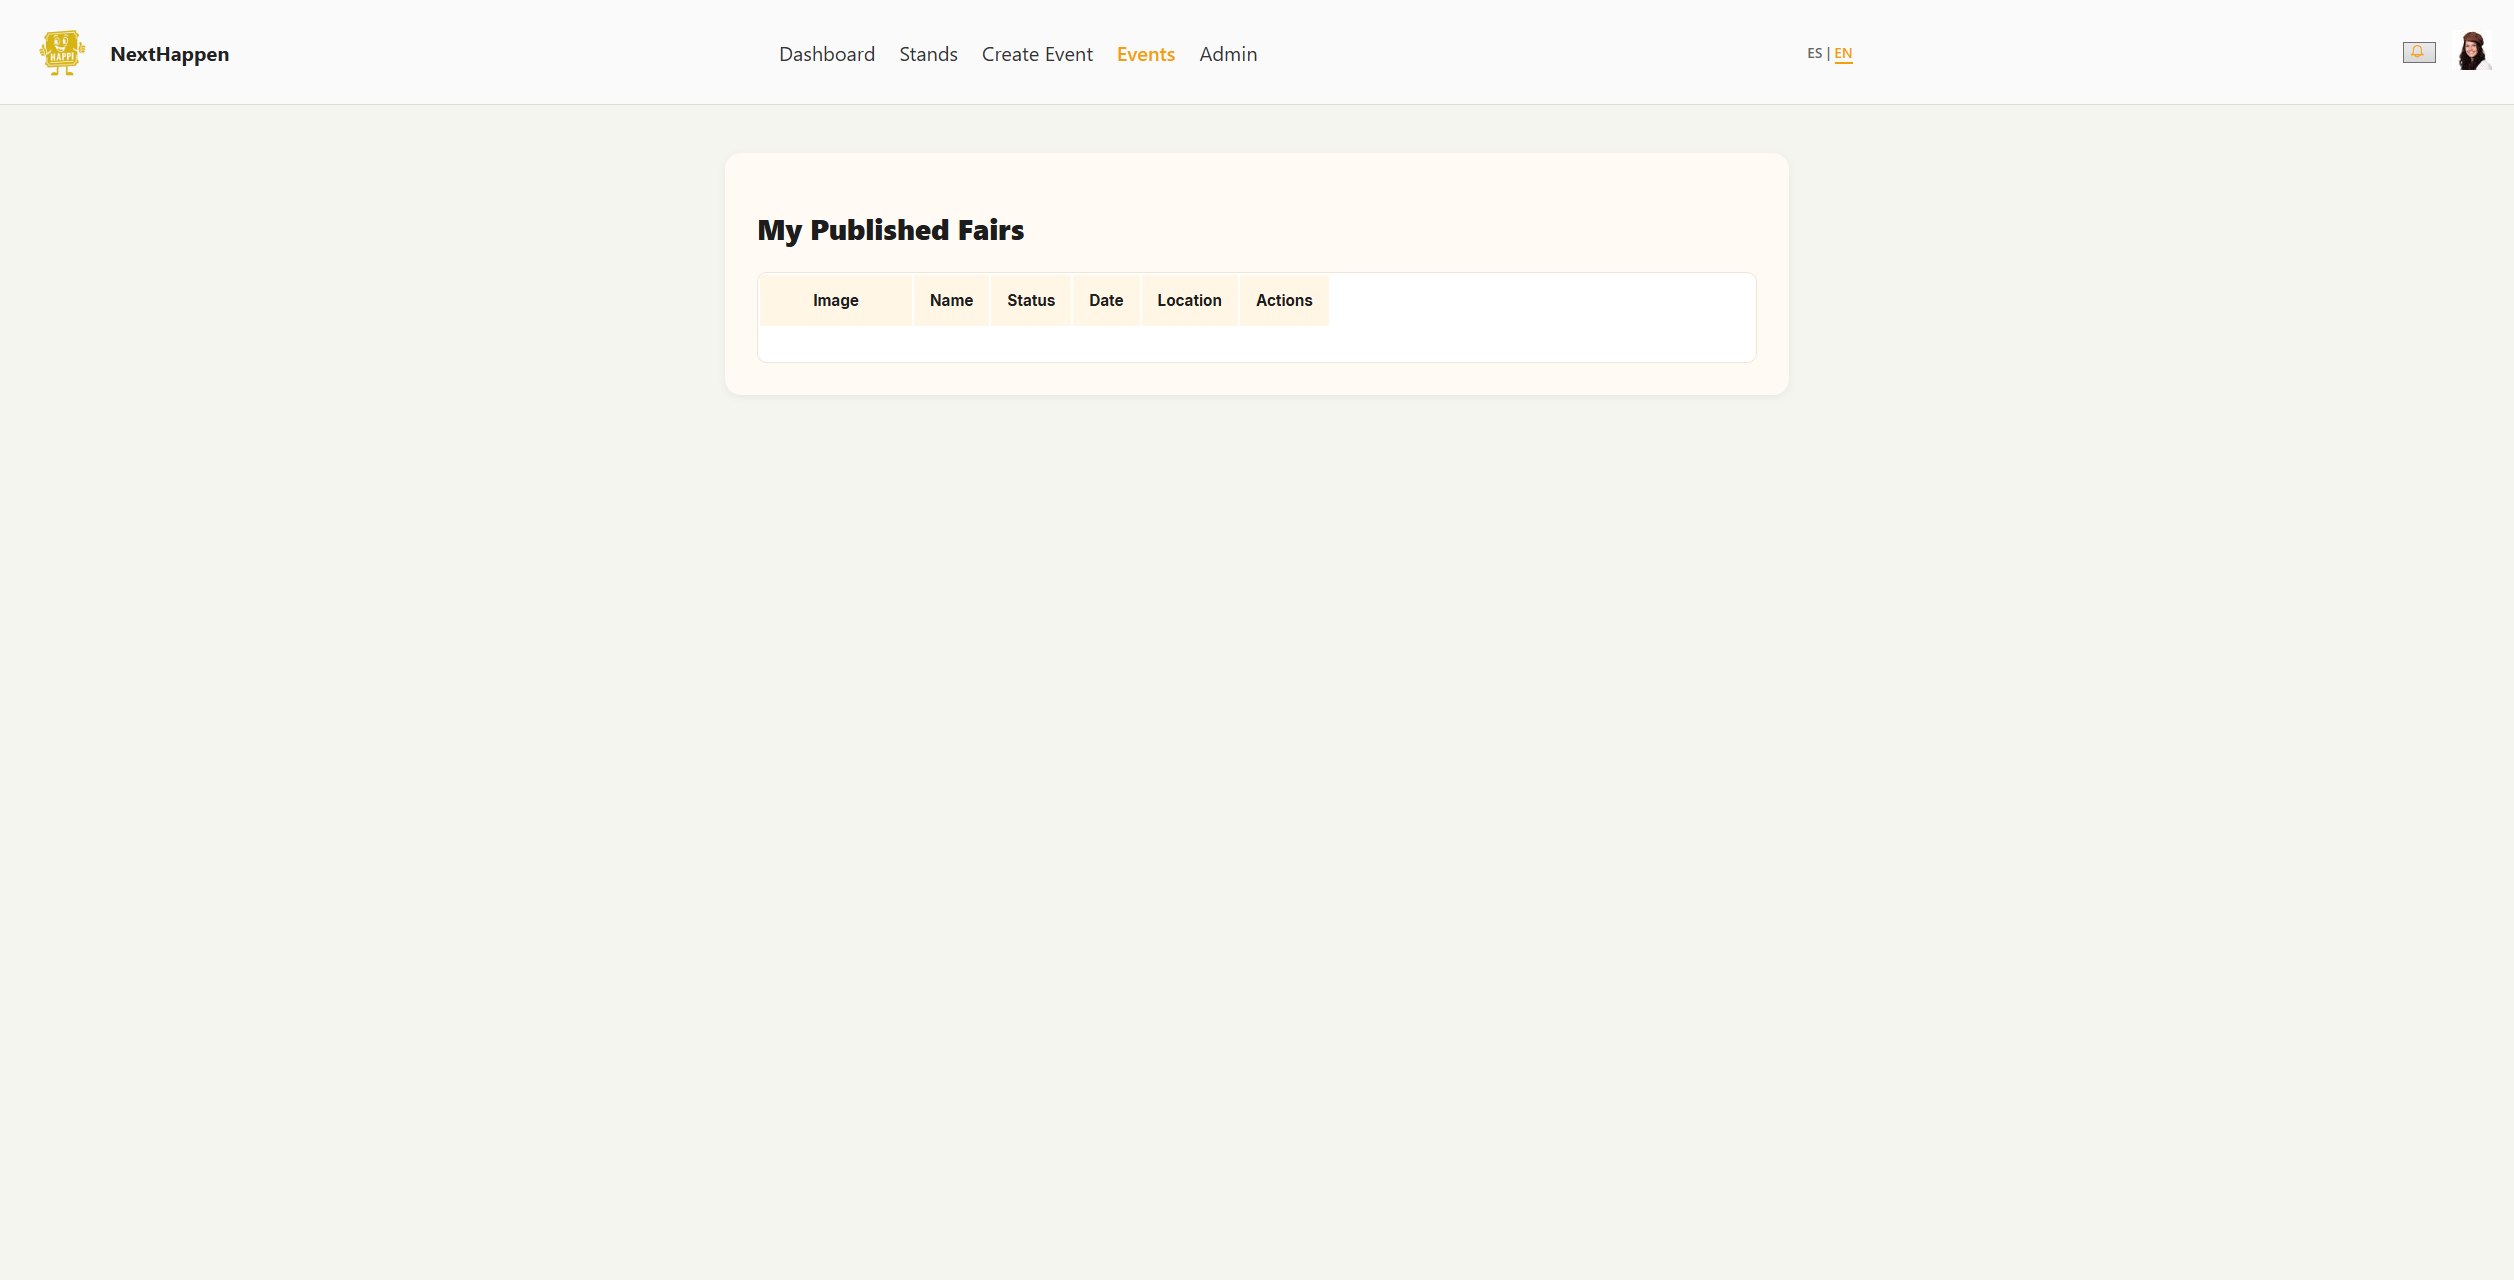 HAPPI
NextHappen
Dashboard Stands Create Event Events Admin
ES | EN
My Published Fairs
Image Name Status Date Location Actions